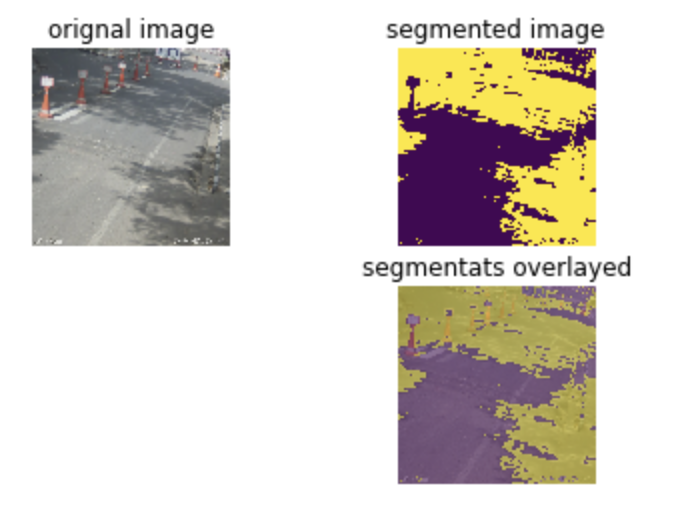 orignal image
segmented image
segmentats overlayed